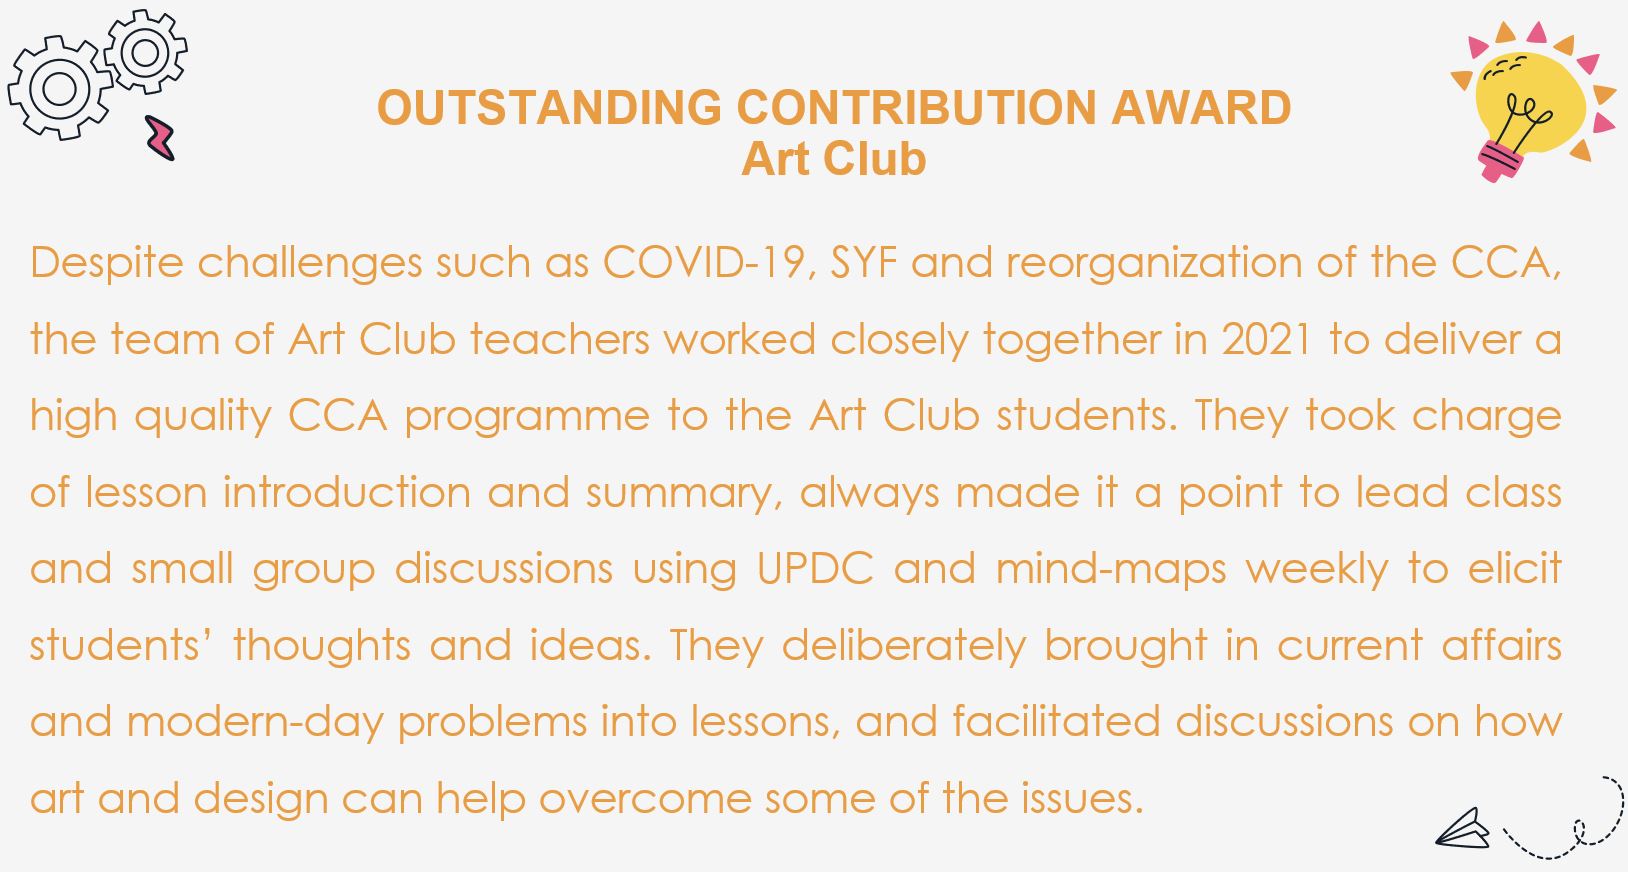 OUTSTANDING CONTRIBUTION AWARD
Art Club
Despite challenges such as COVID-19, SYF and reorganization of the CCA,
the team of Art Club teachers worked closely together in 2021 to deliver a
high quality CCA programme to the Art Club students. They took charge
of lesson introduction and summary, always made it a point to lead class
and small group discussions using UPDC and mind-maps weekly to elicit
students’ thoughts and ideas. They deliberately brought in current affairs
and modern-day problems into lessons, and facilitated discussions on how
art and design can help overcome some of the issues.